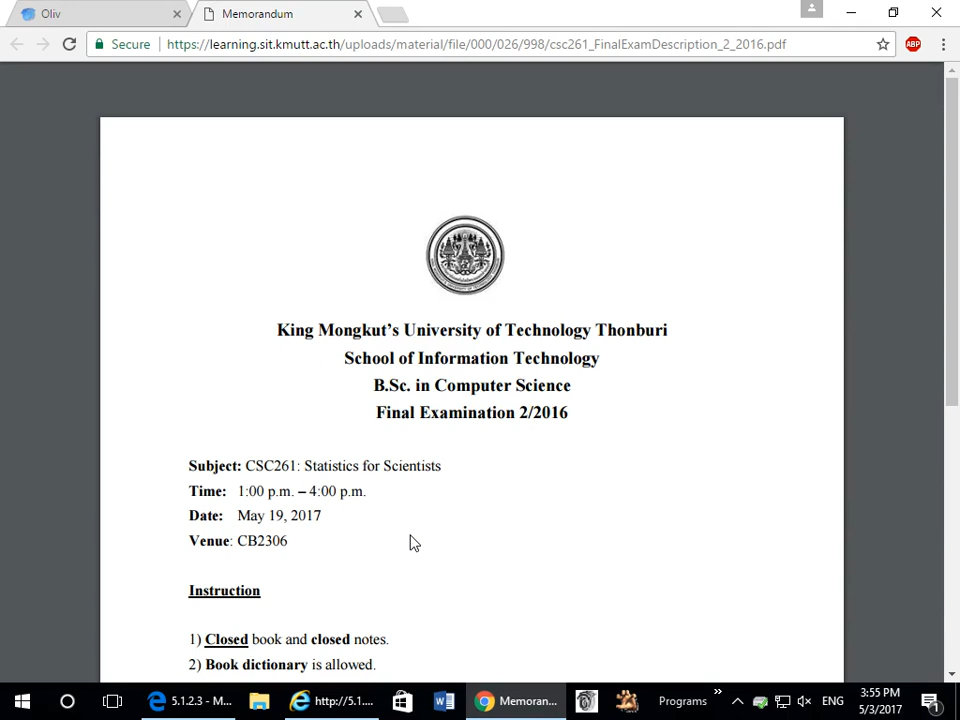 Oliv
Memorandum
Secure
https://learning.sit.kmutt.ac.th/uploads/material/file/000/026/998/csc261_FinalExamDescription_2_2016.pdf
ABP
King Mongkut's University of Technology Thonburi
School of Information Technology
B.Sc. in Computer Science
Final Examination 2/2016
Subject: CSC261: Statistics for Scientists
Time: 1:00 p.m. – 4:00 p.m.
Date: May 19, 2017
Venue: CB2306
Instruction
1) Closed book and closed notes.
2) Book dictionary is allowed.
5.1.2.3 - M...
http://5.1....
Memoran...
Programs
ENG
3:55 PM
5/3/2017
1